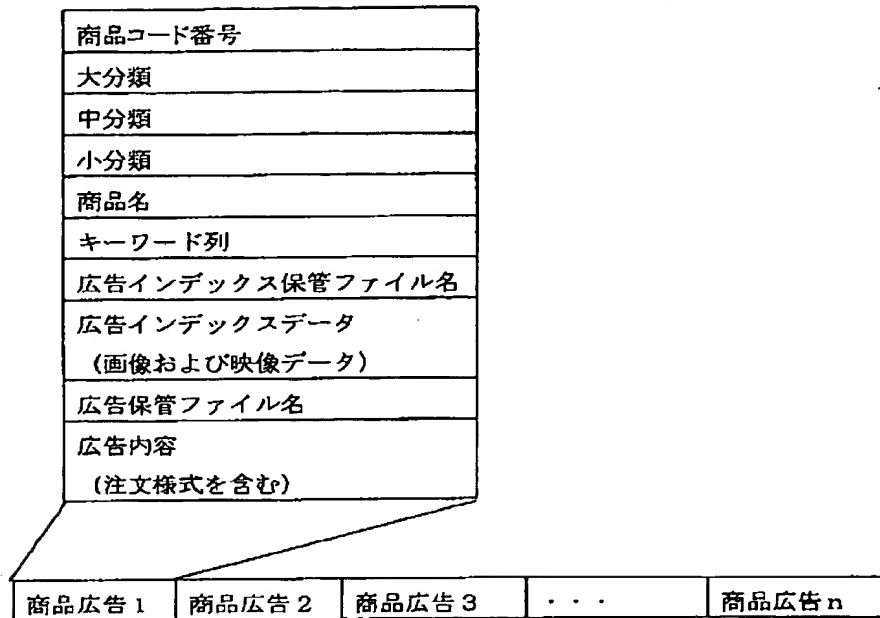 商品コード番号
大分類
中分類
小分類
商品名
キーワード列
広告インデックス保管ファイル名
広告インデックスデータ
(画像および映像データ)
広告保管ファイル名
広告内容
(注文様式を含む)
商品広告1 商品広告2 商品広告3 ・・・ 商品広告n